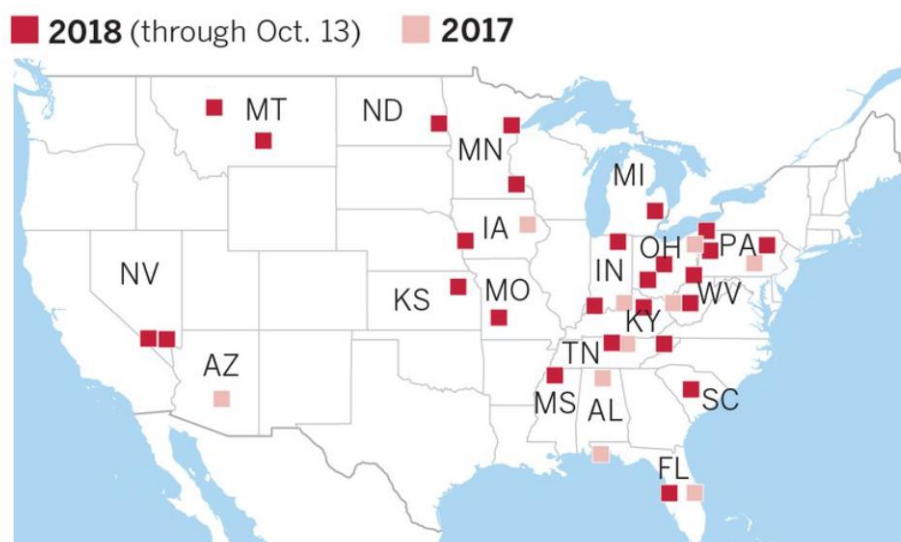 2018 (through Oct. 13) 2017
MT ND
MN
MI
IA
OH PA
NV
IN
KS MO
WV
KY
AZ
TN
MS AL SC
FL